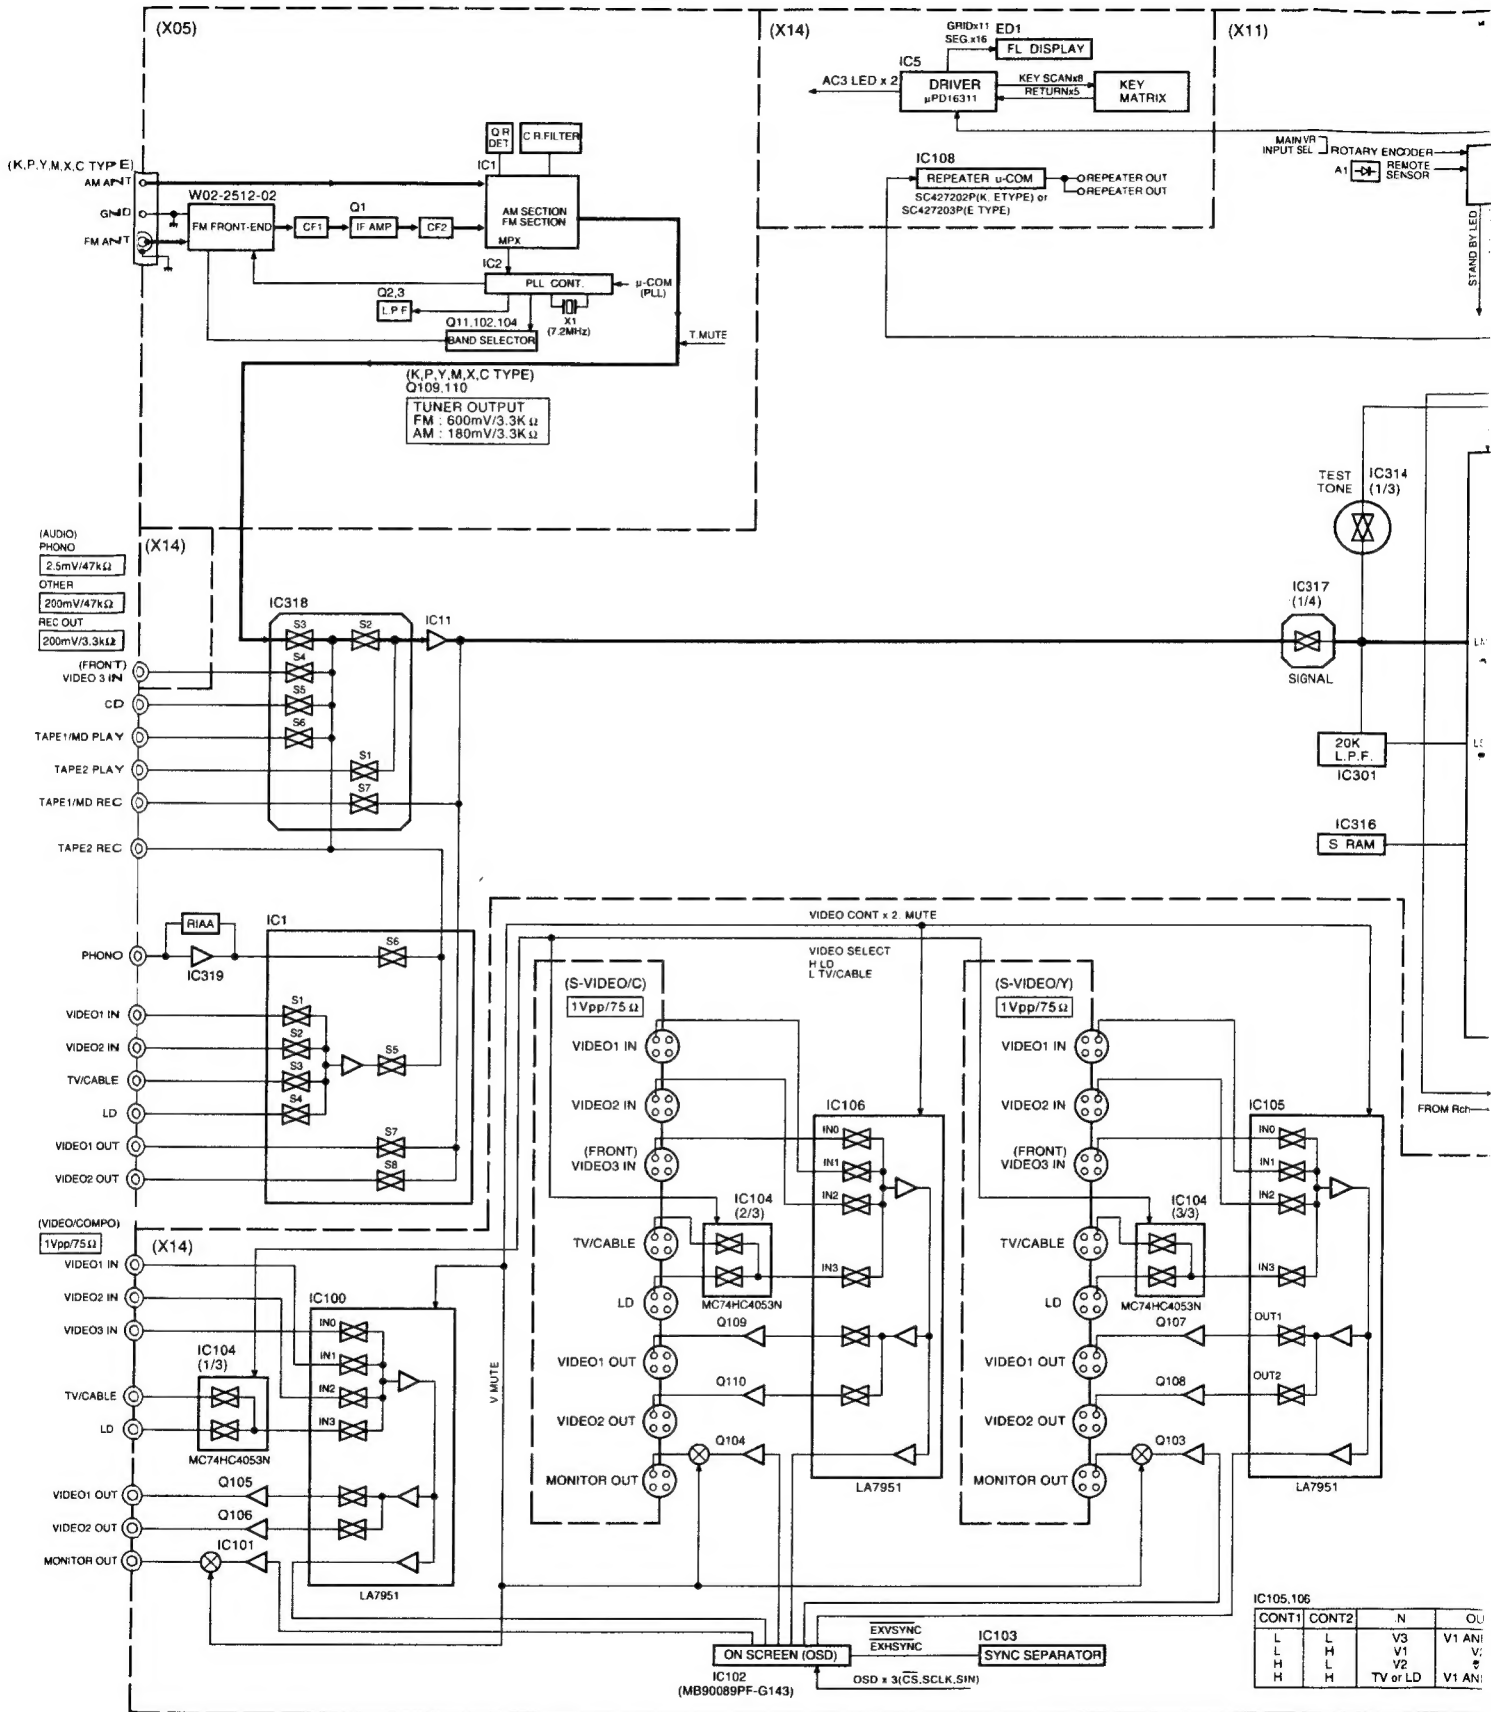 (X05)
(X14)
(X11)
GRIDx11
SEG.x16
ED1
FL DISPLAY
IC5
AC3 LED x 2
DRIVER
µPD16311
KEY SCANx8
RETURNx5
KEY
MATRIX
MAIN VR
INPUT SEL
ROTARY ENCODER
A1
REMOTE
SENSOR
STAND BY LED
IC108
REPEATER u-COM
REPEATER OUT
REPEATER OUT
SC427202P(K, ETYPE) or
SC427203P(E TYPE)
(K,P,Y,M,X,C TYPE)
AM ANT
GND
FM ANT
W02-2512-02
FM FRONT-END
CF1
Q1
IF AMP
CF2
Q R
DET
C R.FILTER
IC1
AM SECTION
FM SECTION
MPX
IC2
PLL CONT.
µ-COM
(PLL)
Q2,3
L.P.F
X1
(7.2MHz)
Q11,102,104
BAND SELECTOR
T.MUTE
(K,P,Y,M,X,C TYPE)
Q109,110
TUNER OUTPUT
FM : 600mV/3.3KΩ
AM : 180mV/3.3KΩ
TEST
TONE
IC314
(1/3)
IC317
(1/4)
SIGNAL
20K
L.P.F.
IC301
IC316
S RAM
(AUDIO)
PHONO
2.5mV/47kΩ
OTHER
200mV/47kΩ
REC OUT
200mV/3.3kΩ
(X14)
(FRONT)
VIDEO 3 IN
CD
TAPE1/MD PLAY
TAPE2 PLAY
TAPE1/MD REC
TAPE2 REC
IC318
S3
S2
S4
S5
S6
S1
S7
IC11
PHONO
RIAA
IC319
IC1
S6
VIDEO1 IN
VIDEO2 IN
TV/CABLE
LD
VIDEO1 OUT
VIDEO2 OUT
S1
S2
S3
S4
S5
S7
S8
VIDEO CONT x 2. MUTE
VIDEO SELECT
H LD
L TV/CABLE
(S-VIDEO/C)
1Vpp/75Ω
VIDEO1 IN
VIDEO2 IN
(FRONT)
VIDEO3 IN
TV/CABLE
LD
VIDEO1 OUT
VIDEO2 OUT
MONITOR OUT
IC104
(2/3)
MC74HC4053N
Q109
Q110
Q104
IC106
IN0
IN1
IN2
IN3
LA7951
(S-VIDEO/Y)
1Vpp/75Ω
VIDEO1 IN
VIDEO2 IN
(FRONT)
VIDEO3 IN
TV/CABLE
LD
VIDEO1 OUT
VIDEO2 OUT
MONITOR OUT
IC104
(3/3)
MC74HC4053N
Q107
Q108
Q103
IC105
IN0
IN1
IN2
IN3
OUT1
OUT2
LA7951
FROM Rch
(VIDEO/COMPO)
1Vpp/75Ω
(X14)
VIDEO1 IN
VIDEO2 IN
VIDEO3 IN
TV/CABLE
LD
VIDEO1 OUT
VIDEO2 OUT
MONITOR OUT
IC104
(1/3)
MC74HC4053N
Q105
Q106
IC101
IC100
IN0
IN1
IN2
IN3
LA7951
V.MUTE
ON SCREEN (OSD)
IC102
(MB90089PF-G143)
EXVSYNC
EXHSYNC
IC103
SYNC SEPARATOR
OSD x 3(CS,SCLK,SIN)
IC105,106
CONT1 CONT2 .N OU
L L V3 V1 AN
L H V1
H L V2
H H TV or LD V1 AN